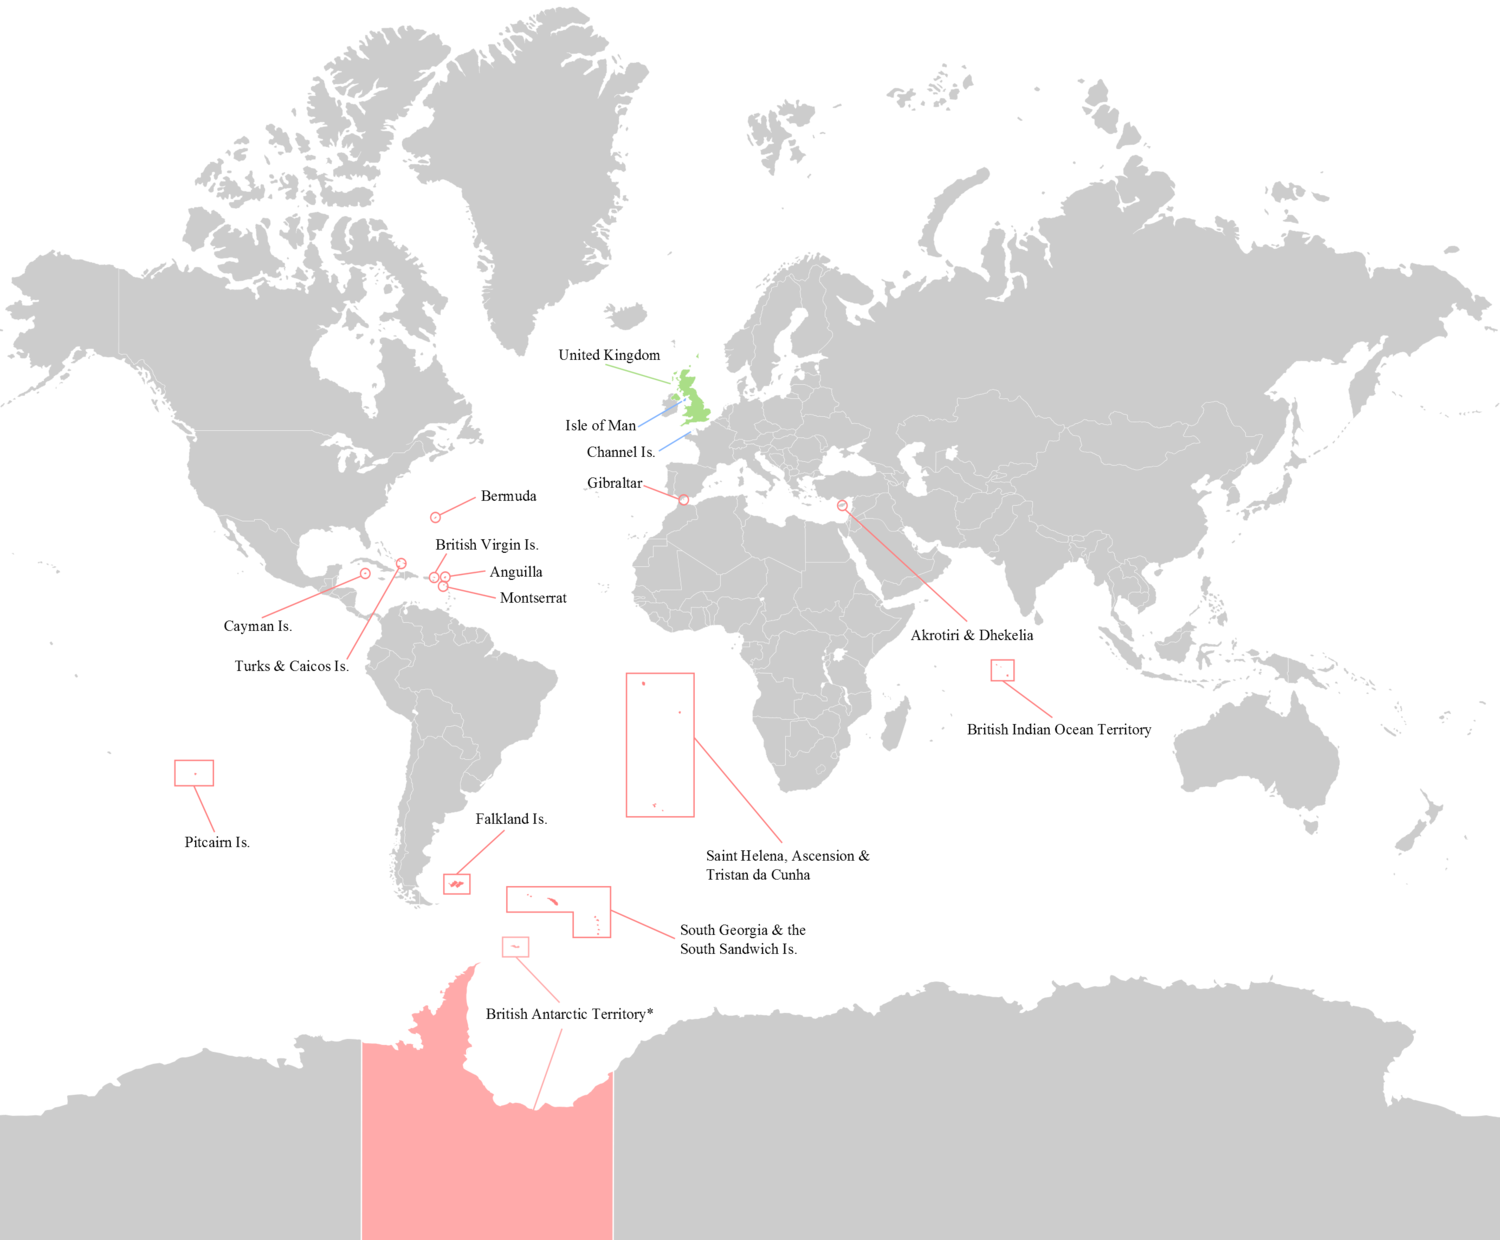 United Kingdom
Isle of Man
Channel Is.
Gibraltar
Bermuda
British Virgin Is.
Anguilla
Montserrat
Cayman Is.
Turks & Caicos Is.
Akrotiri & Dhekelia
British Indian Ocean Territory
Pitcairn Is.
Falkland Is.
Saint Helena, Ascension &
Tristan da Cunha
South Georgia & the
South Sandwich Is.
British Antarctic Territory*